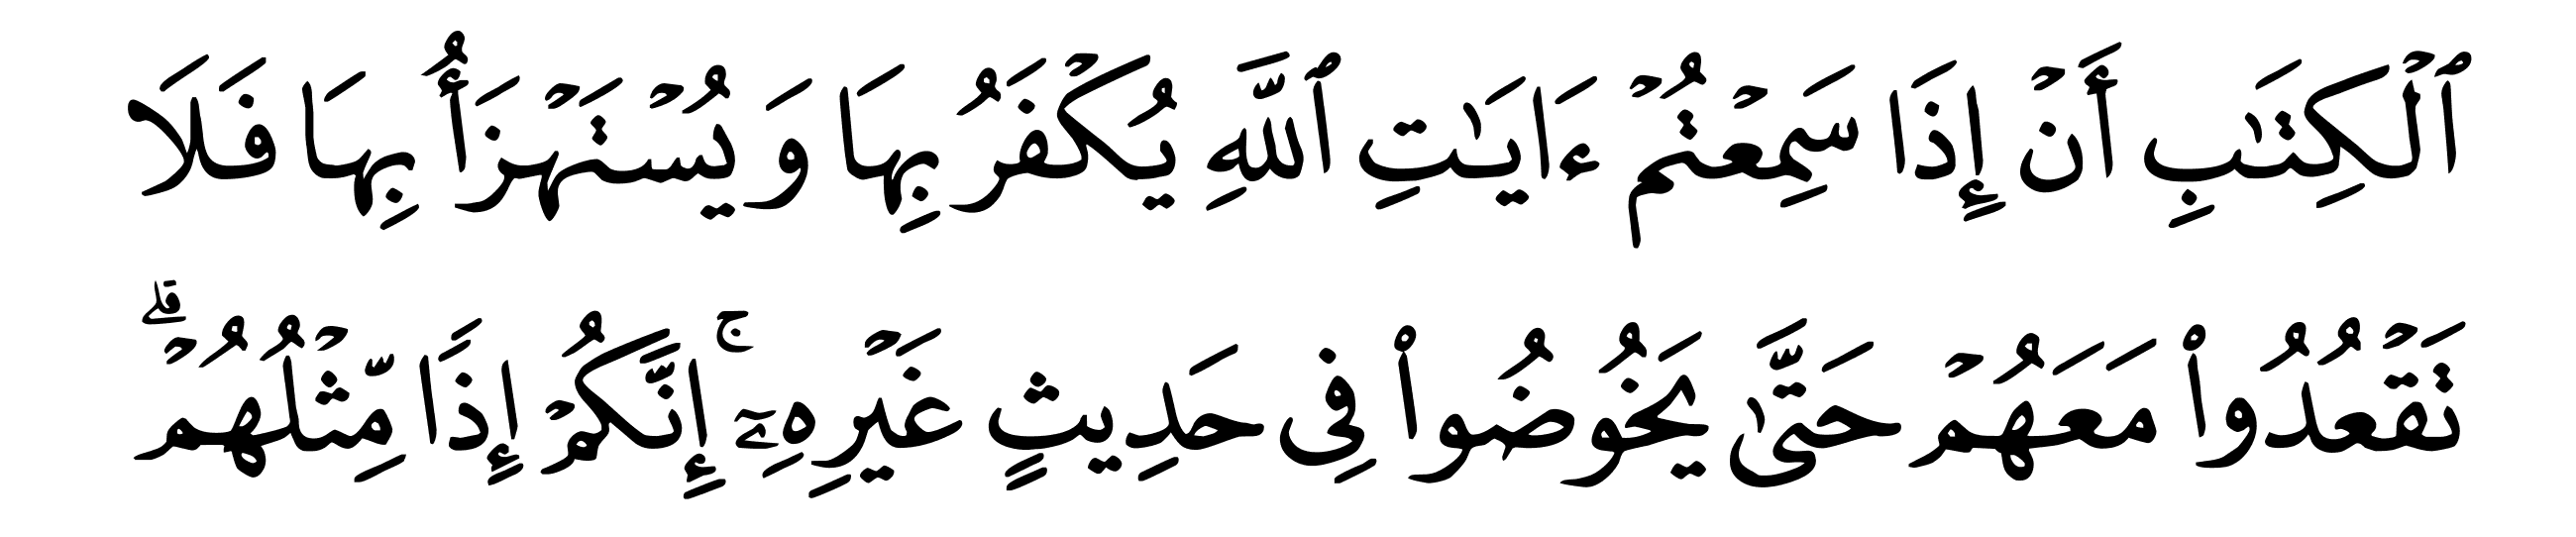 ٱلْكِتَـٰبِ أَنْ إِذَا سَمِعْتُمْ ءَايَـٰتِ ٱللَّهِ يُكْفَرُ بِهَا وَيُسْتَهْزَأُ بِهَا فَلَا
تَقْعُدُوا۟ مَعَهُمْ حَتَّىٰ يَخُوضُوا۟ فِى حَدِيثٍ غَيْرِهِۦٓ ۚ إِنَّكُمْ إِذًا مِّثْلُهُمْ ۗ